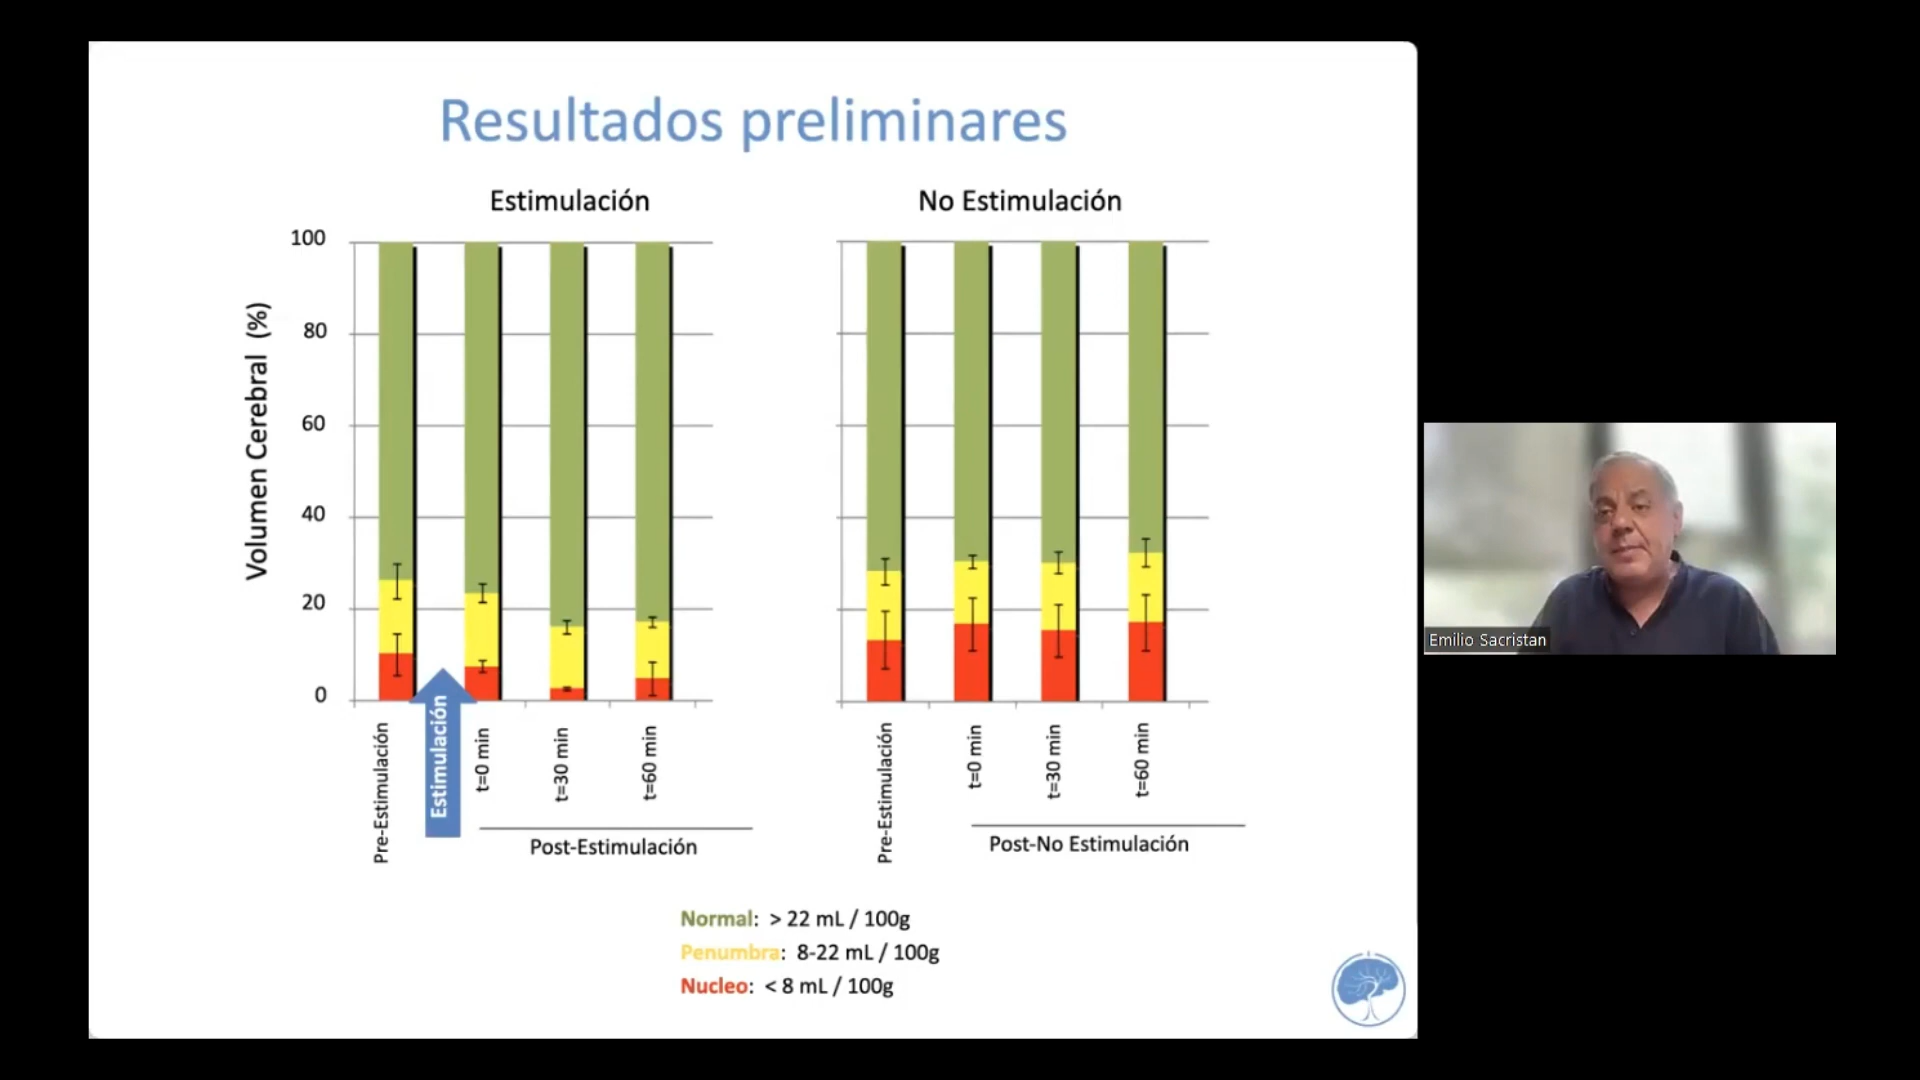 Resultados preliminares
Estimulación
No Estimulación
Volumen Cerebral (%)
100
80
60
40
20
0
Pre-Estimulación
Estimulación
t=0 min
t=30 min
t=60 min
Post-Estimulación
Pre-Estimulación
t=0 min
t=30 min
t=60 min
Post-No Estimulación
Normal: > 22 mL / 100g
Penumbra: 8-22 mL / 100g
Nucleo: < 8 mL / 100g
Emilio Sacristan